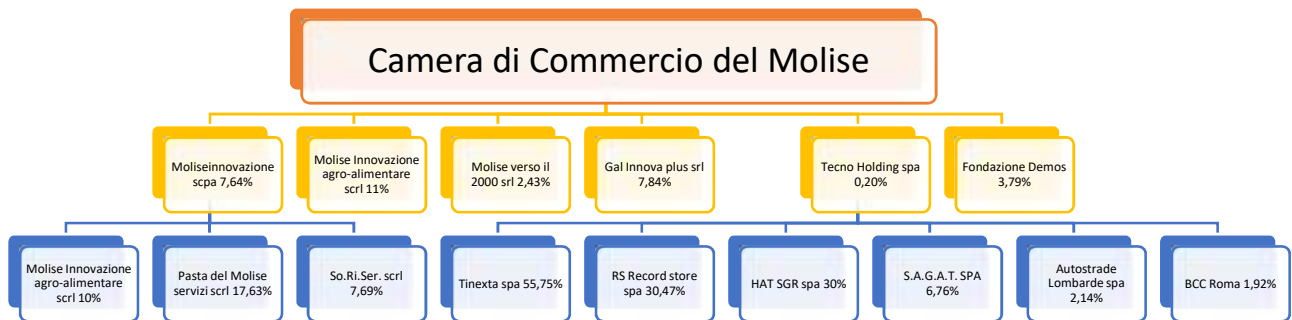 Camera di Commercio del Molise
Moliseinnovazione
scpa 7,64%
Molise Innovazione
agro-alimentare
scrl 11%
Molise verso il
2000 srl 2,43%
Gal Innova plus srl
7,84%
Tecno Holding spa
0,20%
Fondazione Demos
3,79%
Molise Innovazione
agro-alimentare
scrl 10%
Pasta del Molise
servizi scrl 17,63%
So.Ri.Ser. scrl
7,69%
Tinexta spa 55,75%
RS Record store
spa 30,47%
HAT SGR spa 30%
S.A.G.A.T. SPA
6,76%
Autostrade
Lombarde spa
2,14%
BCC Roma 1,92%